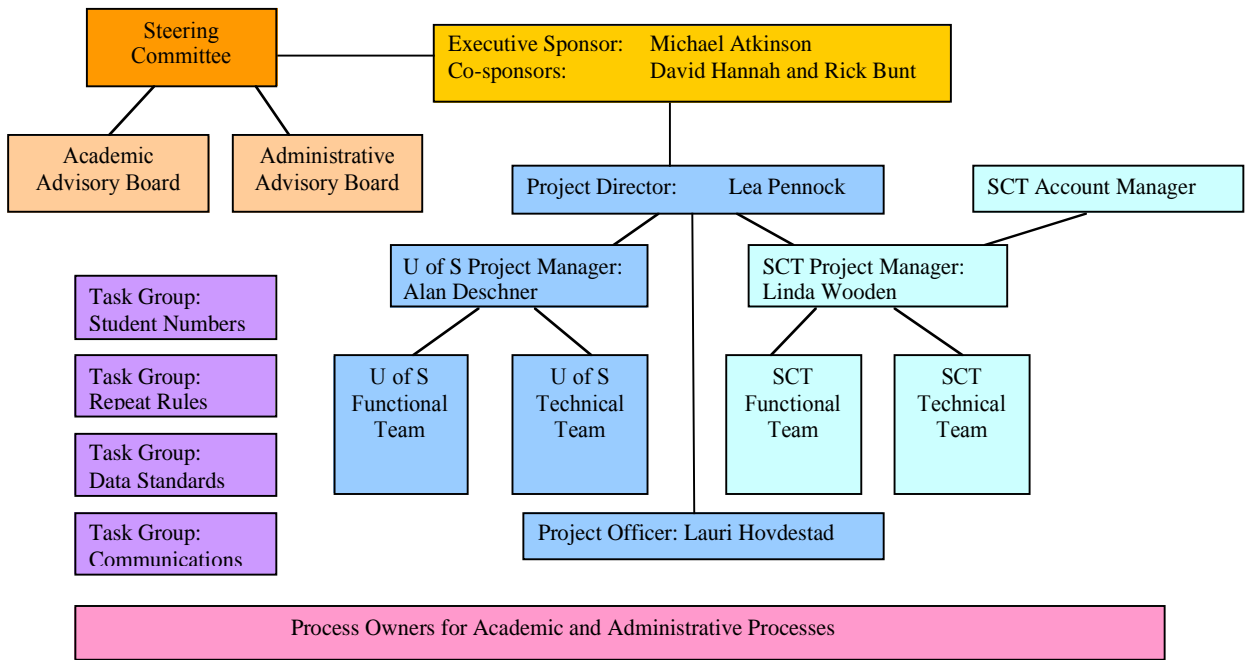 Steering
Committee
Executive Sponsor: Michael Atkinson
Co-sponsors: David Hannah and Rick Bunt
Academic
Advisory Board
Administrative
Advisory Board
Project Director: Lea Pennock
SCT Account Manager
U of S Project Manager:
Alan Deschner
SCT Project Manager:
Linda Wooden
Task Group:
Student Numbers
Task Group:
Repeat Rules
Task Group:
Data Standards
Task Group:
Communications
U of S
Functional
Team
U of S
Technical
Team
SCT
Functional
Team
SCT
Technical
Team
Project Officer: Lauri Hovdestad
Process Owners for Academic and Administrative Processes